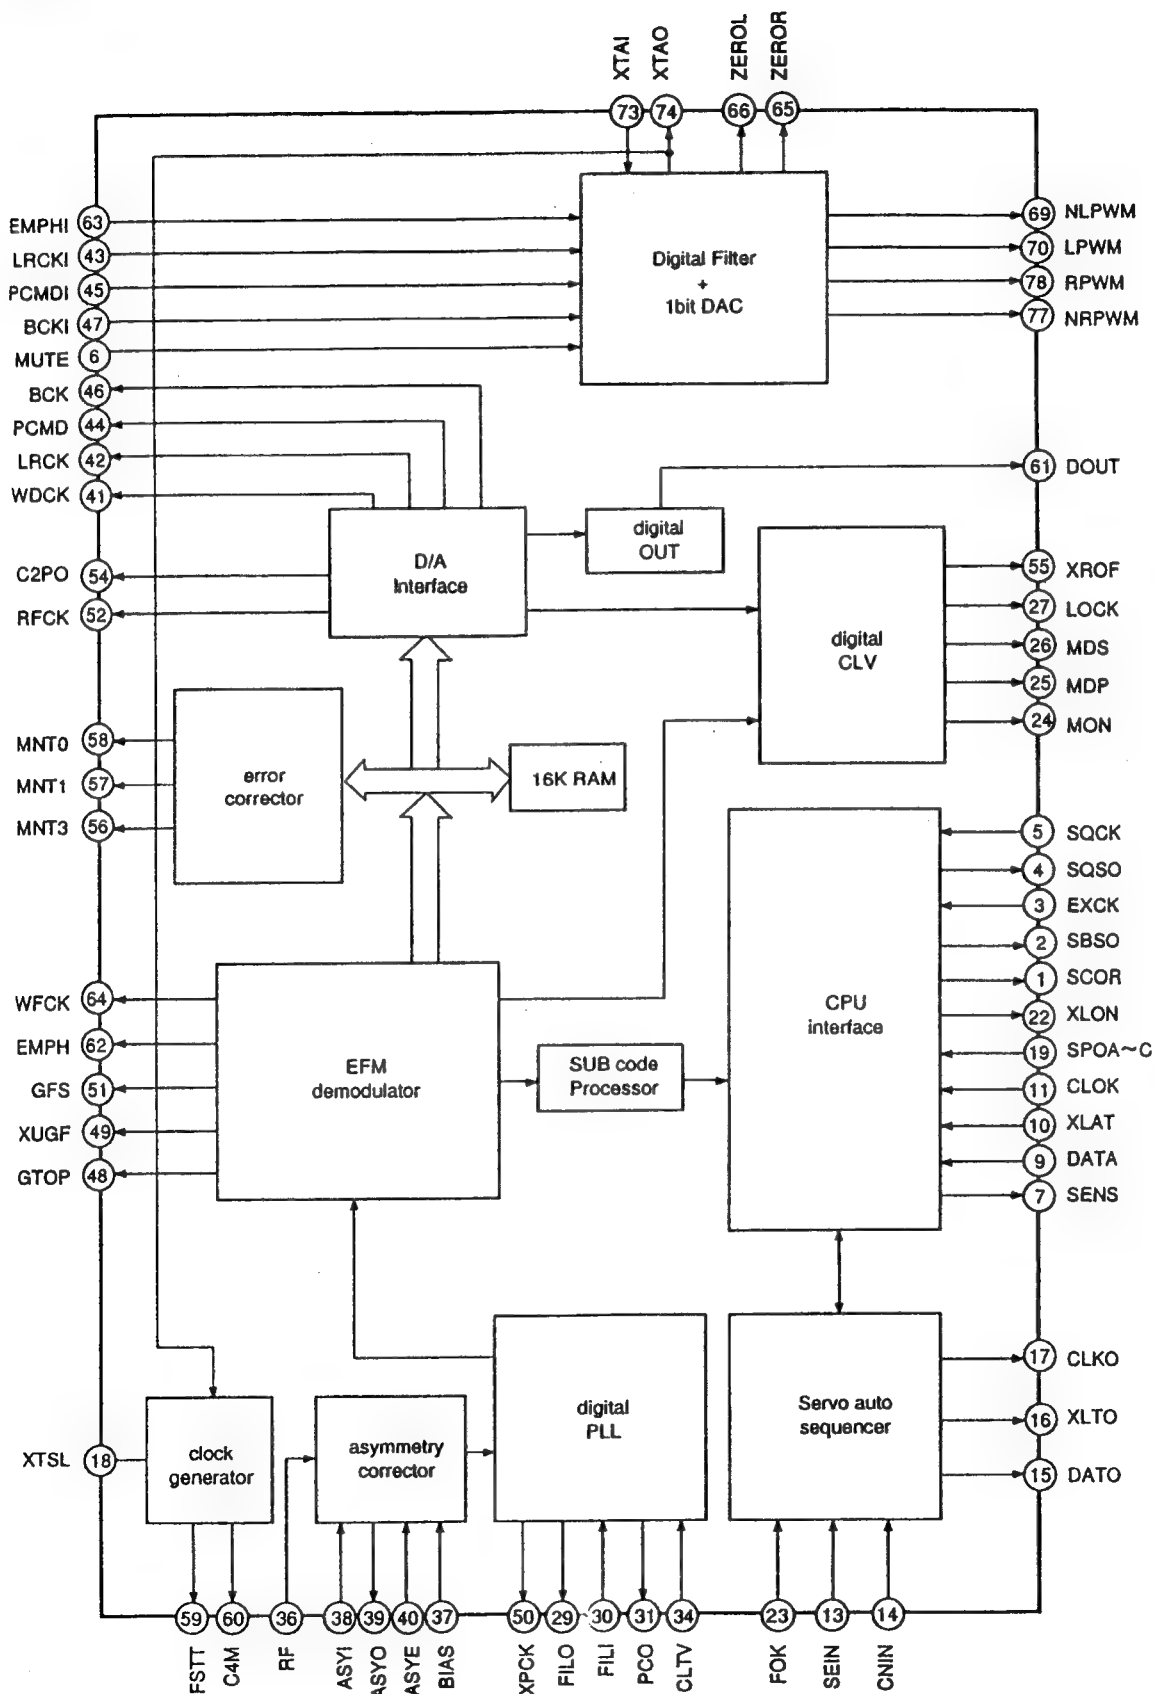 XTAI
XTAO
ZEROL
ZEROR
73
74
66
65
EMPHI 63
LRCKI 43
PCMDI 45
BCKI 47
MUTE 6
BCK 46
PCMD 44
LRCK 42
WDCK 41
C2PO 54
RFCK 52
MNT0 58
MNT1 57
MNT3 56
WFCK 64
EMPH 62
GFS 51
XUGF 49
GTOP 48
XTSL 18
Digital Filter
+
1bit DAC
D/A
Interface
digital
OUT
digital
CLV
error
corrector
16K RAM
CPU
interface
EFM
demodulator
SUB code
Processor
digital
PLL
Servo auto
sequencer
clock
generator
asymmetry
corrector
69 NLPWM
70 LPWM
78 RPWM
77 NRPWM
61 DOUT
55 XROF
27 LOCK
26 MDS
25 MDP
24 MON
5 SQCK
4 SQSO
3 EXCK
2 SBSO
1 SCOR
22 XLON
19 SPOA~C
11 CLOK
10 XLAT
9 DATA
7 SENS
17 CLKO
16 XLTO
15 DATO
59
60
36
38
39
40
37
50
29
30
31
34
23
13
14
FSTT
C4M
RF
ASYI
ASYO
ASYE
BIAS
XPCK
FILO
FILI
PCO
CLTV
FOK
SEIN
CNIN